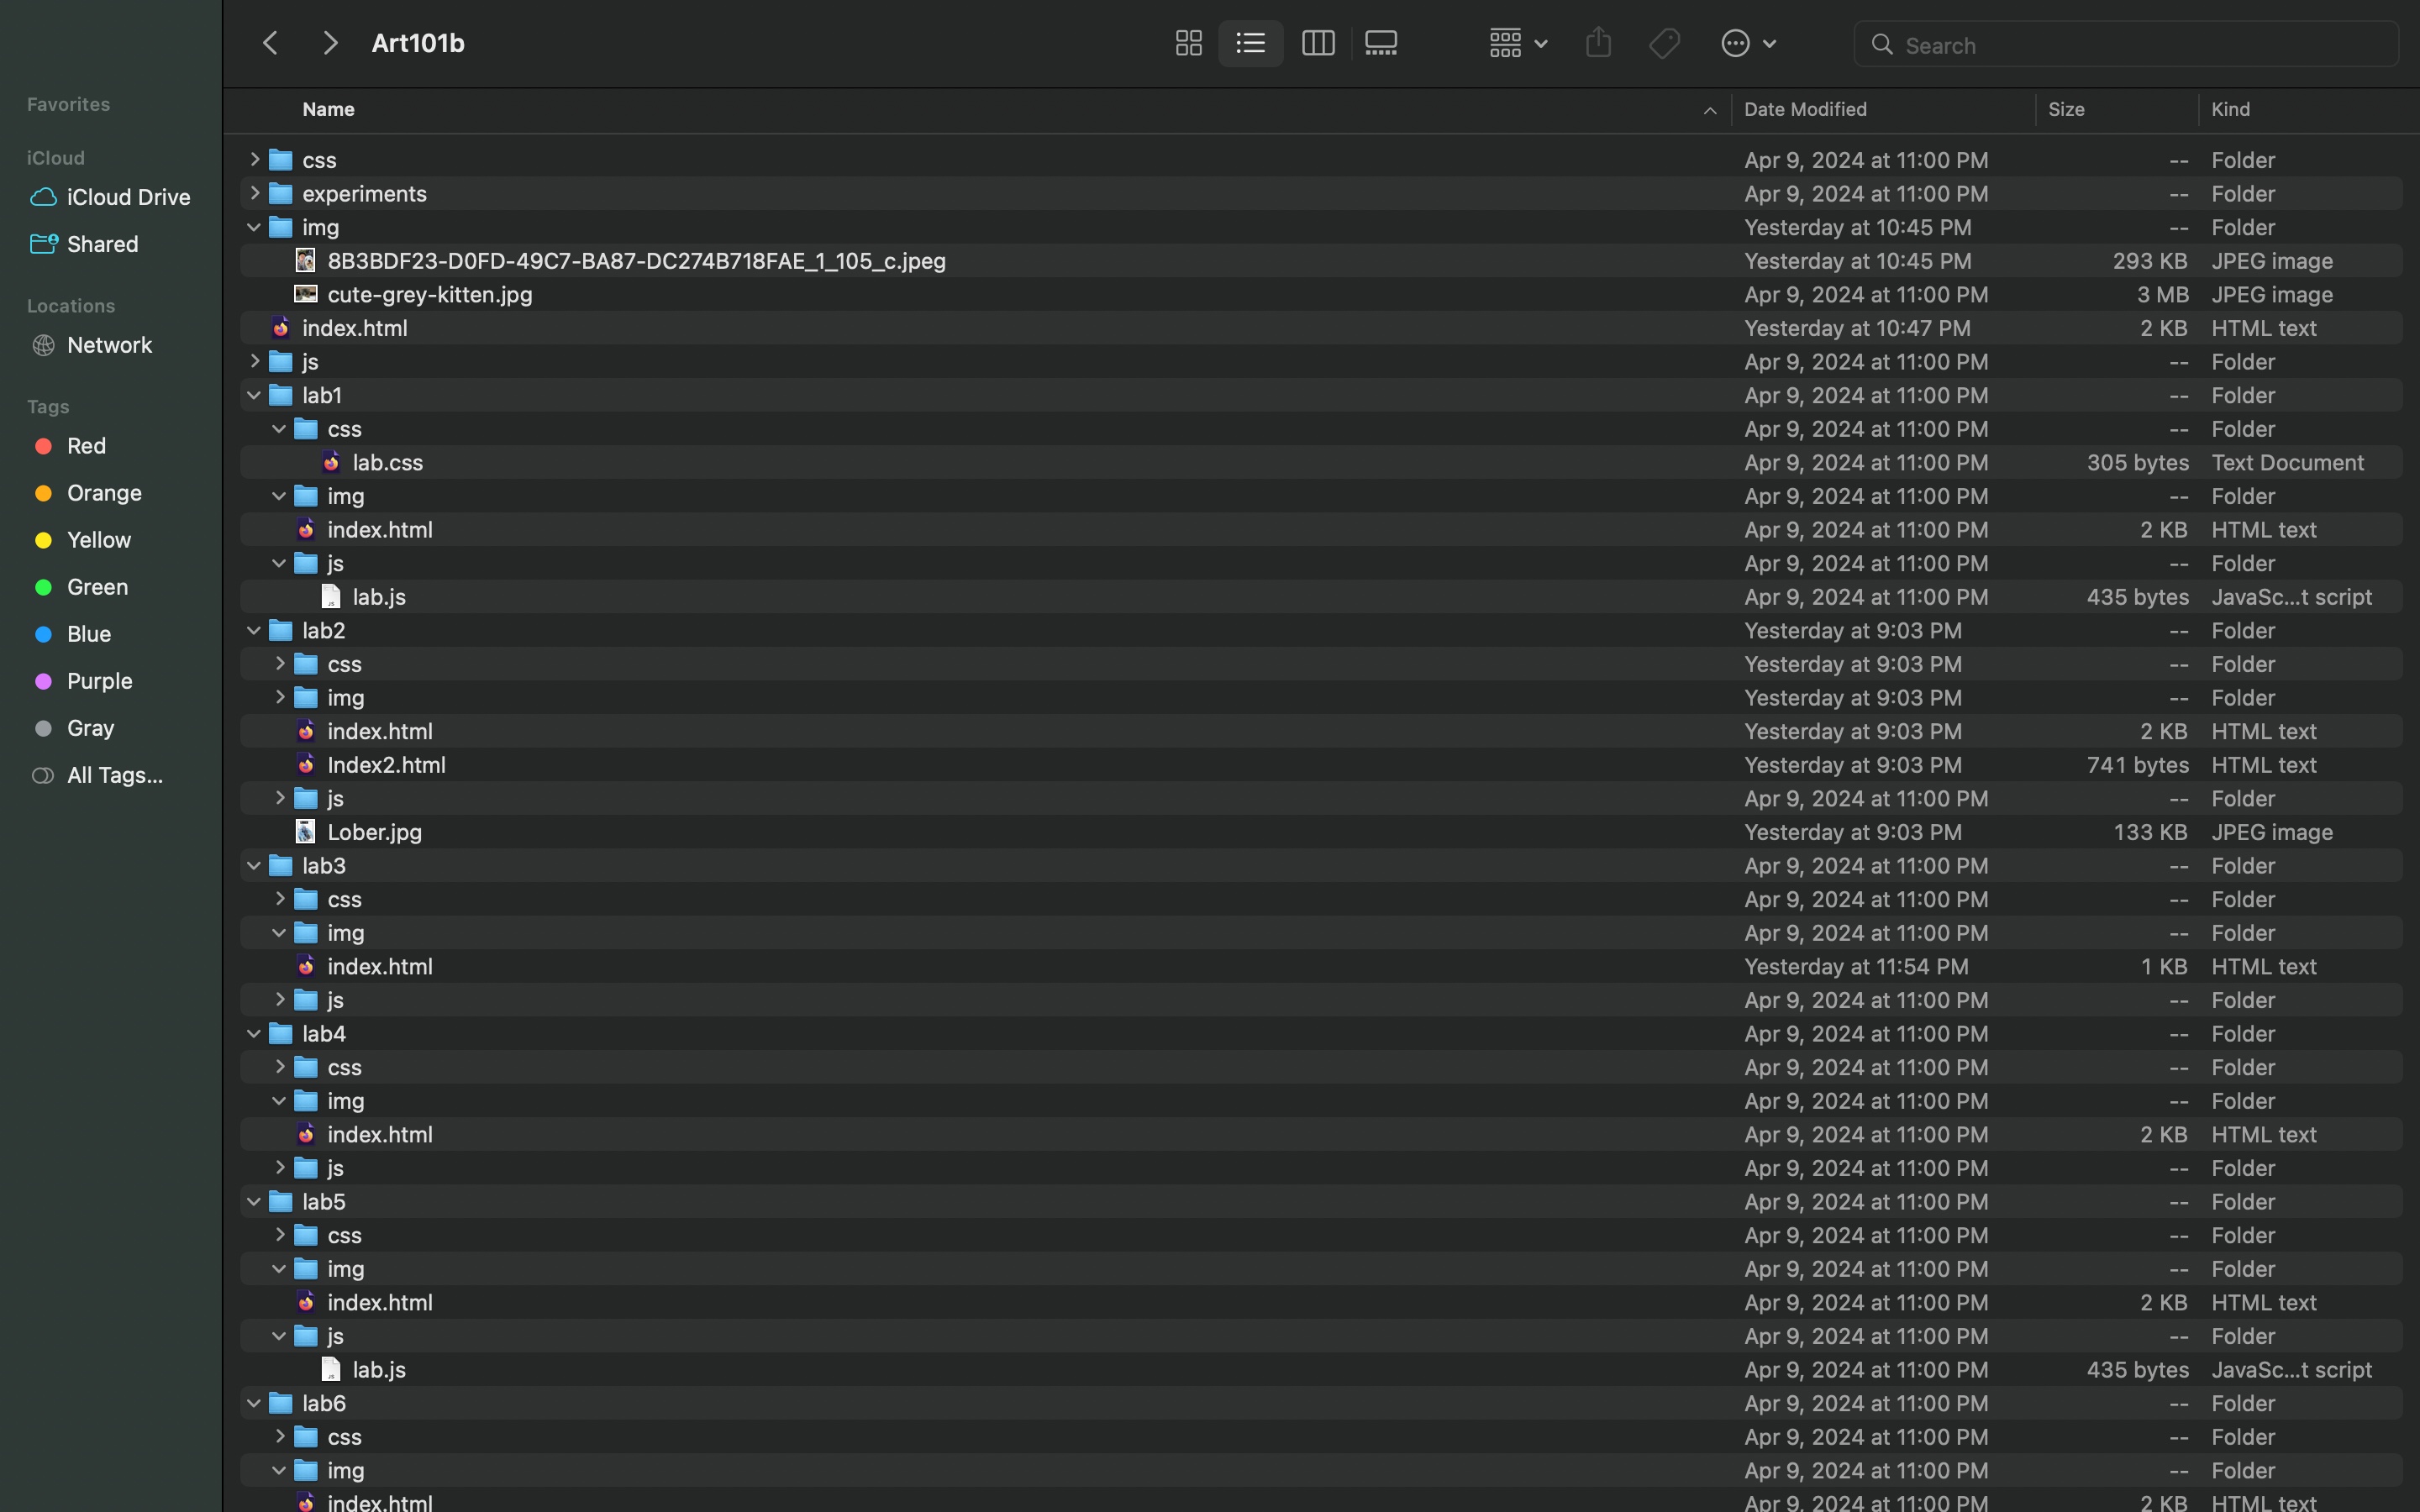 Art101b
Search
Favorites
iCloud
iCloud Drive
Shared
Locations
Network
Tags
Red
Orange
Yellow
Green
Blue
Purple
Gray
All Tags...
Name Date Modified Size Kind
css Apr 9, 2024 at 11:00 PM -- Folder
experiments Apr 9, 2024 at 11:00 PM -- Folder
img Yesterday at 10:45 PM -- Folder
8B3BDF23-D0FD-49C7-BA87-DC274B718FAE_1_105_c.jpeg Yesterday at 10:45 PM 293 KB JPEG image
cute-grey-kitten.jpg Apr 9, 2024 at 11:00 PM 3 MB JPEG image
index.html Yesterday at 10:47 PM 2 KB HTML text
js Apr 9, 2024 at 11:00 PM -- Folder
lab1 Apr 9, 2024 at 11:00 PM -- Folder
css Apr 9, 2024 at 11:00 PM -- Folder
lab.css Apr 9, 2024 at 11:00 PM 305 bytes Text Document
img Apr 9, 2024 at 11:00 PM -- Folder
index.html Apr 9, 2024 at 11:00 PM 2 KB HTML text
js Apr 9, 2024 at 11:00 PM -- Folder
lab.js Apr 9, 2024 at 11:00 PM 435 bytes JavaSc...t script
lab2 Yesterday at 9:03 PM -- Folder
css Yesterday at 9:03 PM -- Folder
img Yesterday at 9:03 PM -- Folder
index.html Yesterday at 9:03 PM 2 KB HTML text
Index2.html Yesterday at 9:03 PM 741 bytes HTML text
js Apr 9, 2024 at 11:00 PM -- Folder
Lober.jpg Yesterday at 9:03 PM 133 KB JPEG image
lab3 Apr 9, 2024 at 11:00 PM -- Folder
css Apr 9, 2024 at 11:00 PM -- Folder
img Apr 9, 2024 at 11:00 PM -- Folder
index.html Yesterday at 11:54 PM 1 KB HTML text
js Apr 9, 2024 at 11:00 PM -- Folder
lab4 Apr 9, 2024 at 11:00 PM -- Folder
css Apr 9, 2024 at 11:00 PM -- Folder
img Apr 9, 2024 at 11:00 PM -- Folder
index.html Apr 9, 2024 at 11:00 PM 2 KB HTML text
js Apr 9, 2024 at 11:00 PM -- Folder
lab5 Apr 9, 2024 at 11:00 PM -- Folder
css Apr 9, 2024 at 11:00 PM -- Folder
img Apr 9, 2024 at 11:00 PM -- Folder
index.html Apr 9, 2024 at 11:00 PM 2 KB HTML text
js Apr 9, 2024 at 11:00 PM -- Folder
lab.js Apr 9, 2024 at 11:00 PM 435 bytes JavaSc...t script
lab6 Apr 9, 2024 at 11:00 PM -- Folder
css Apr 9, 2024 at 11:00 PM -- Folder
img Apr 9, 2024 at 11:00 PM -- Folder
index.html Apr 9, 2024 at 11:00 PM 2 KB HTML text